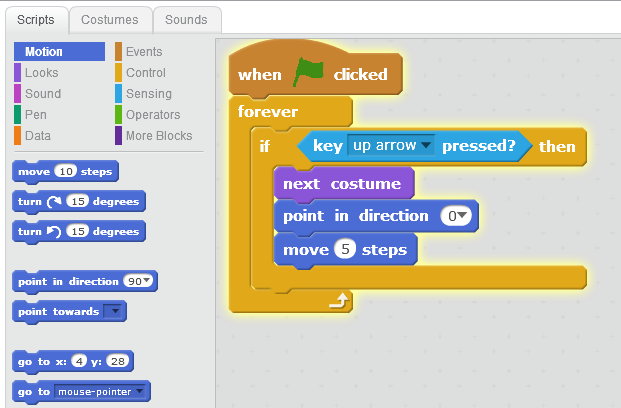 Scripts Costumes Sounds
Motion Events
Looks Control
Sound Sensing
Pen Operators
Data More Blocks
move 10 steps
turn 15 degrees
turn 15 degrees
point in direction 90
point towards
go to x: 4 y: 28
go to mouse-pointer
when clicked
forever
if key up arrow pressed? then
next costume
point in direction 0
move 5 steps